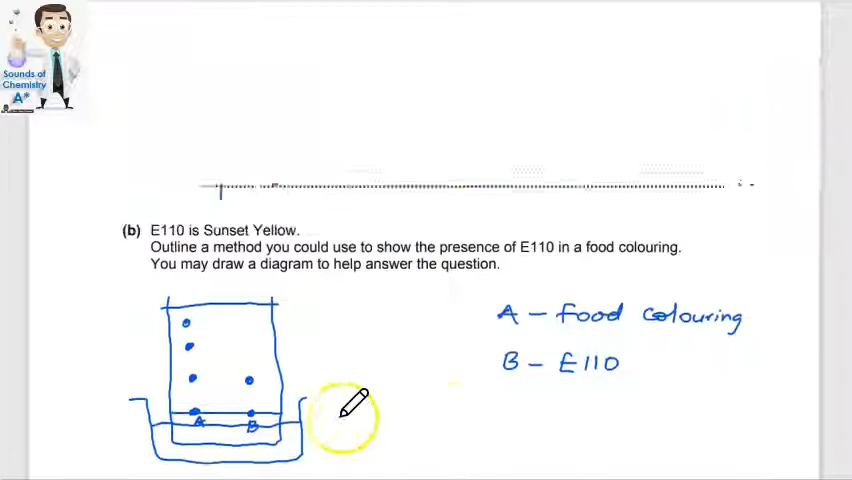 Sounds of
Chemistry
A*
(b) E110 is Sunset Yellow.
Outline a method you could use to show the presence of E110 in a food colouring.
You may draw a diagram to help answer the question.
A - Food colouring
B - E110
A B